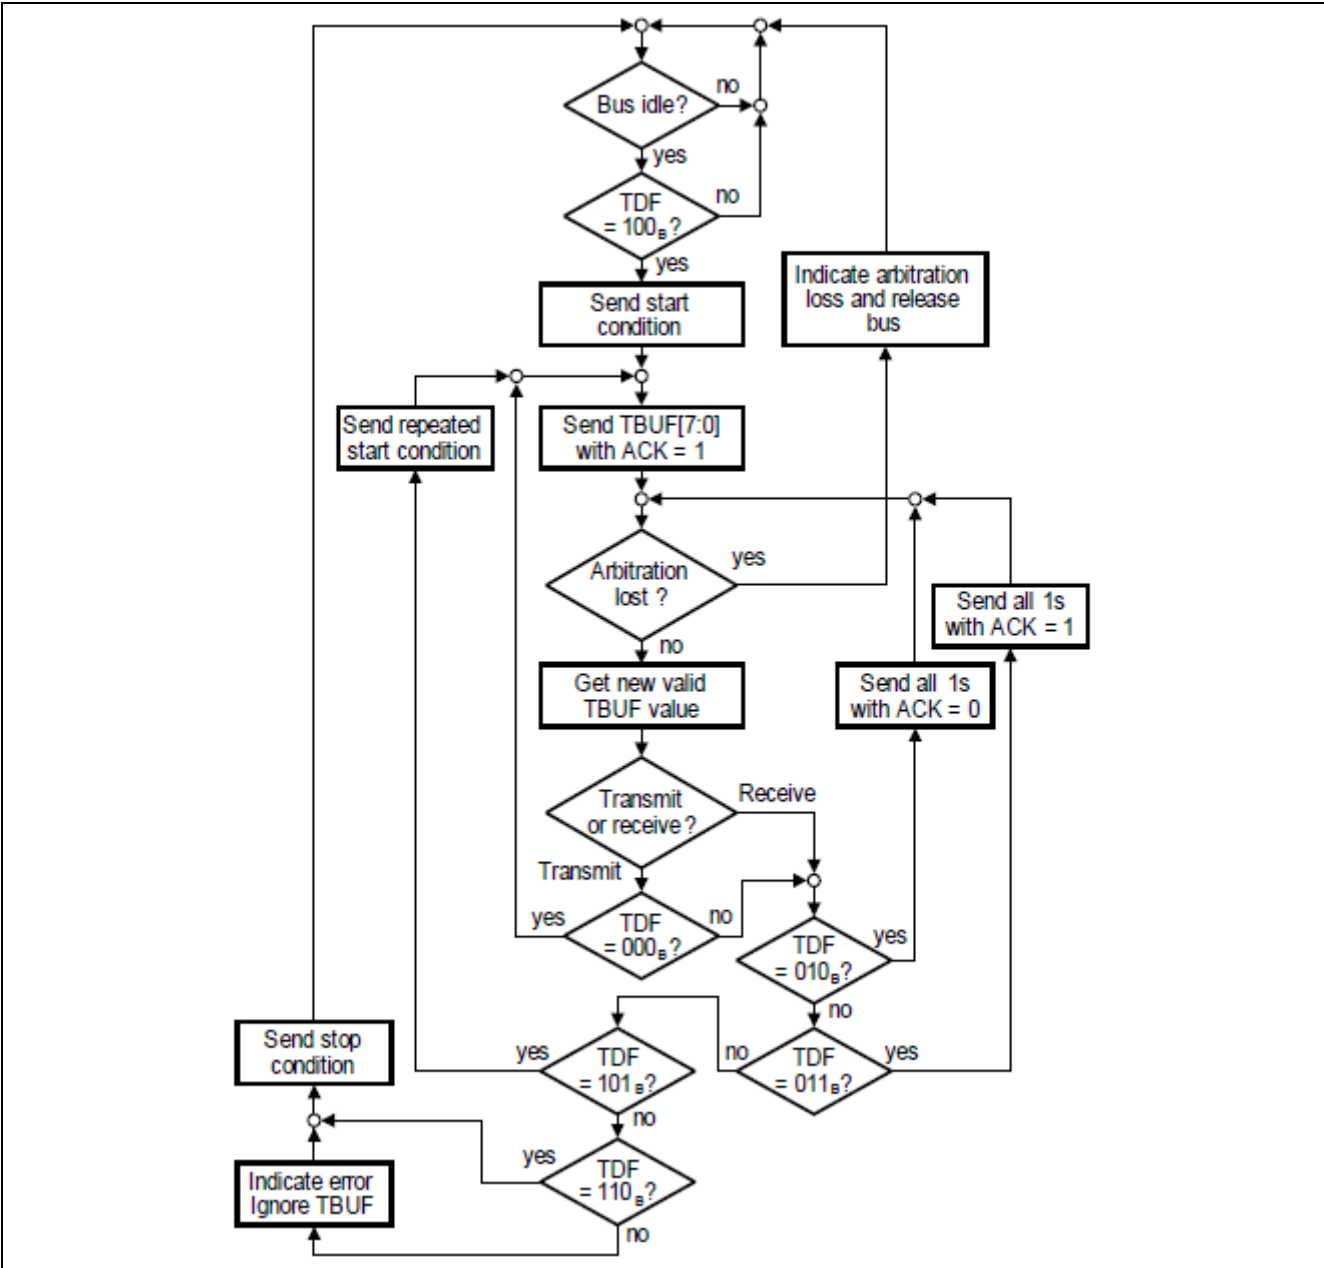 no
Bus idle?
yes
TDF
= 100B?
no
yes
Send start
condition
Indicate arbitration
loss and release
bus
Send repeated
start condition
Send TBUF[7:0]
with ACK = 1
Arbitration
lost ?
yes
no
Send all 1s
with ACK = 1
Get new valid
TBUF value
Send all 1s
with ACK = 0
Transmit
or receive?
Receive
Transmit
yes
TDF
= 000B?
no
TDF
= 010B?
yes
no
Send stop
condition
yes
TDF
= 101B?
no
no
TDF
= 011B?
yes
yes
TDF
= 110B?
no
Indicate error
Ignore TBUF